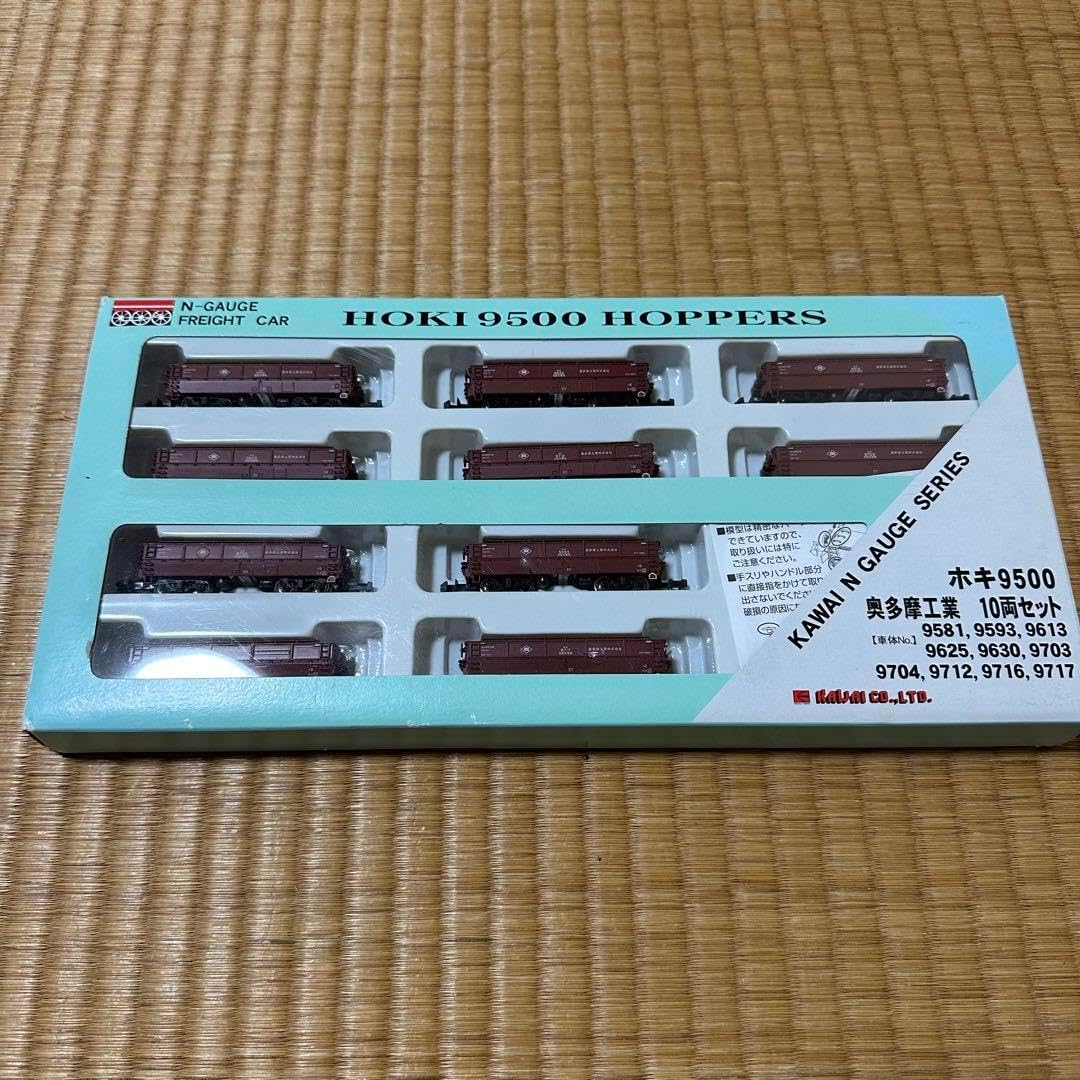 N-GAUGE
FREIGHT CAR
HOKI 9500 HOPPERS
■模型は精密なパー
できていますので、
取り扱いには特に
ご注意ください。
■手スリやハンドル部分
に直接指をかけて取り
出さないでくださ
破損の原因に
KAWAI N GAUGE SERIES
ホキ9500
奥多摩工業 10両セット
【車体No.】9581, 9593, 9613
9625, 9630, 9703
9704, 9712, 9716, 9717
KAWAI CO.,LTD.